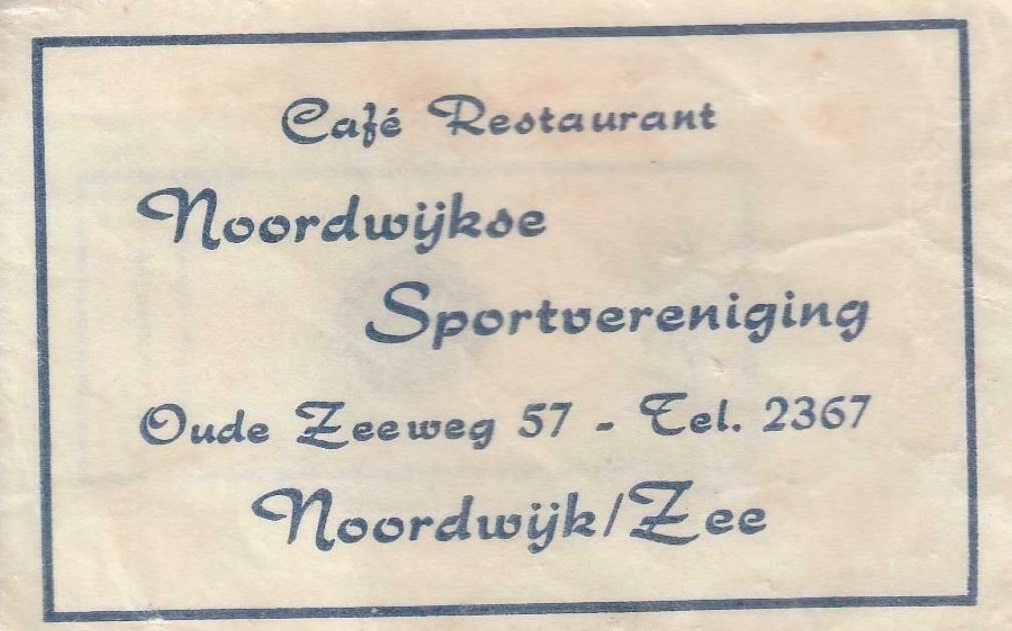 Café Restaurant
Noordwijkse
Sportvereniging
Oude Zeeweg 57 - Tel. 2367
Noordwijk/Zee